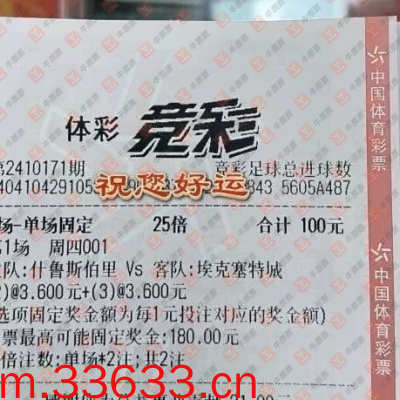 体彩 竞彩
第2410171期 竞彩足球总进球数
祝您好运
343 5605A487
场-单场固定 25倍 合计 100元
第1场 周四001
主队:什鲁斯伯里 Vs 客队:埃克塞特城
(2)@3.600元+(3)@3.600元
选项固定奖金额为每1元投注对应的奖金额)
票最高可能固定奖金:180.00元
倍注数:单场*2注;共2注
m.33633.cn
中国体育彩票
中国体育彩票